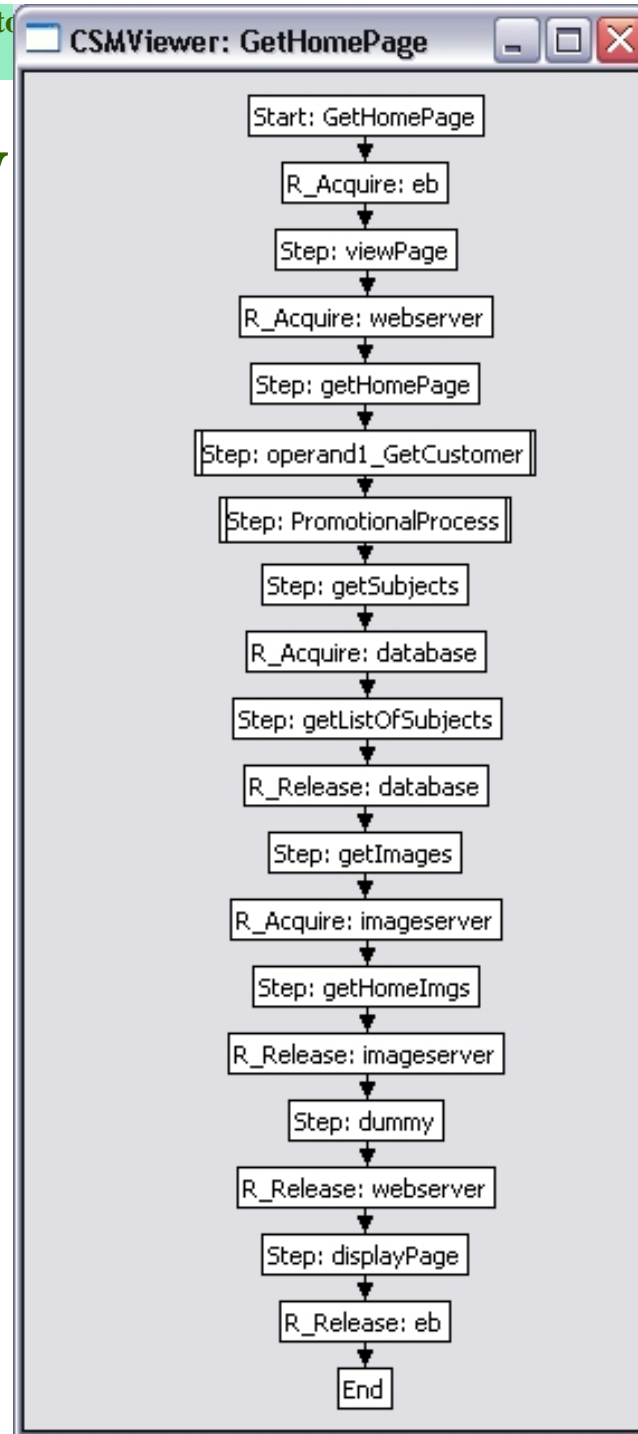 CSMViewer: GetHomePage
Start: GetHomePage
R_Acquire: eb
Step: viewPage
R_Acquire: webserver
Step: getHomePage
Step: operand1_GetCustomer
Step: PromotionalProcess
Step: getSubjects
R_Acquire: database
Step: getListOfSubjects
R_Release: database
Step: getImages
R_Acquire: imageserver
Step: getHomeImgs
R_Release: imageserver
Step: dummy
R_Release: webserver
Step: displayPage
R_Release: eb
End